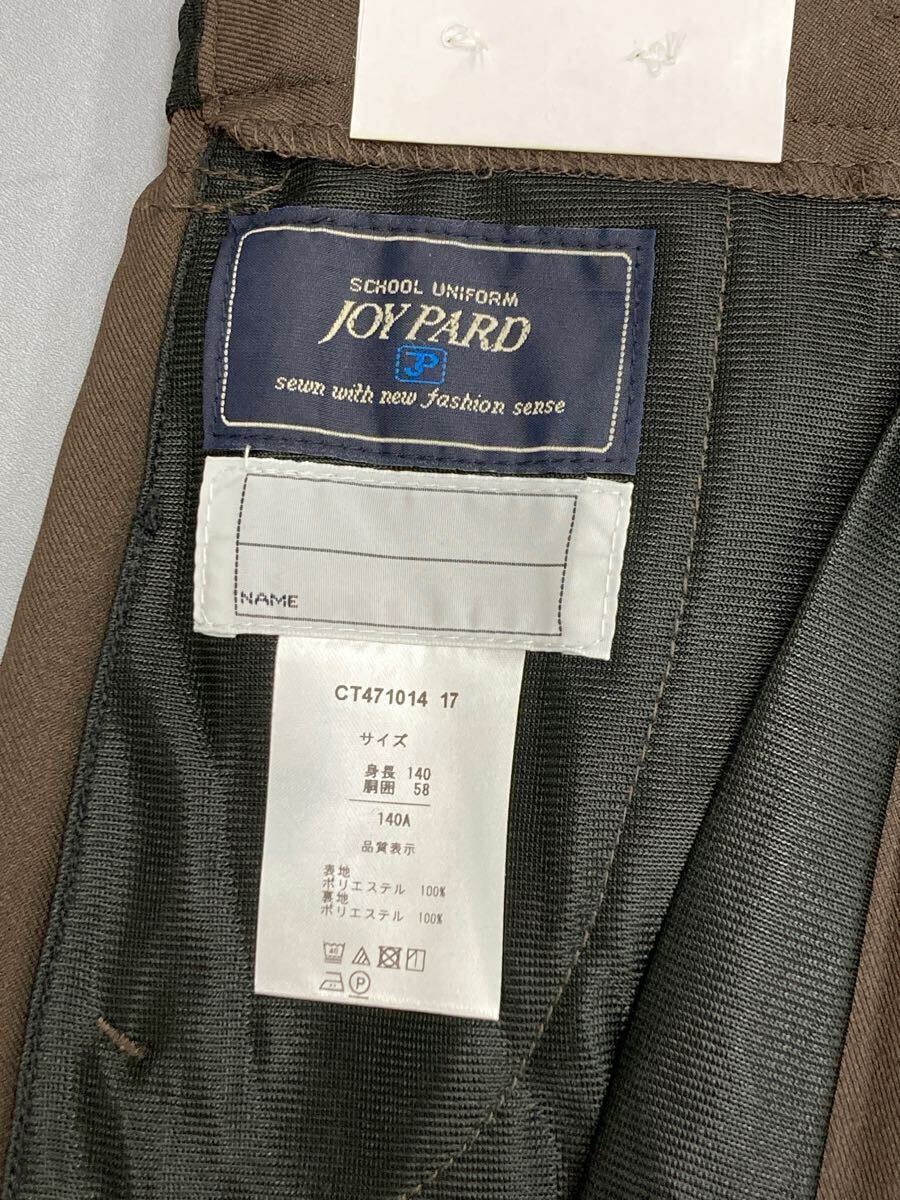 SCHOOL UNIFORM
JOY PARD
JP
sewn with new fashion sense
NAME
CT471014 17
サイズ
身長 140
胴囲 58
140A
品質表示
表地
ポリエステル 100%
裏地
ポリエステル 100%
40
P